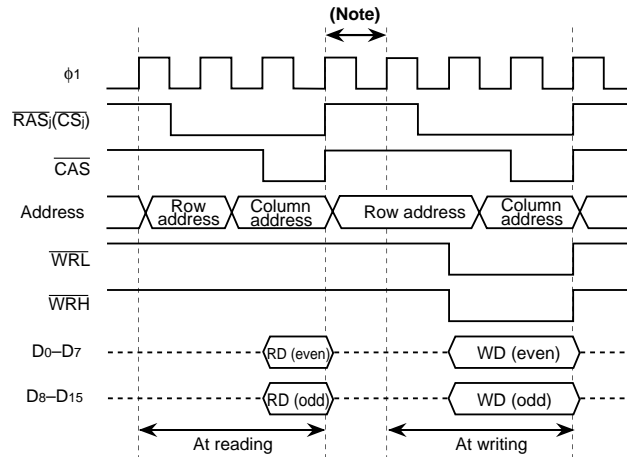 (Note)
ϕ1
RASj(CSj)
CAS
Address
Row
address
Column
address
Row address
Column
address
WRL
WRH
D0–D7
RD (even)
WD (even)
D8–D15
RD (odd)
WD (odd)
At reading
At writing